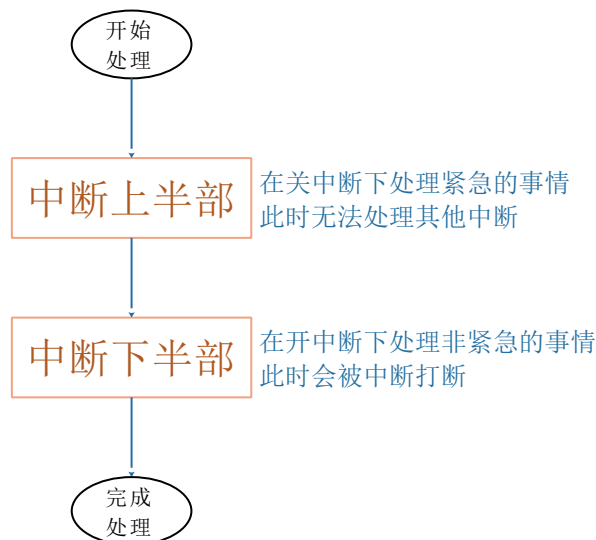 开始
处理
中断上半部
在关中断下处理紧急的事情
此时无法处理其他中断
中断下半部
在开中断下处理非紧急的事情
此时会被中断打断
完成
处理